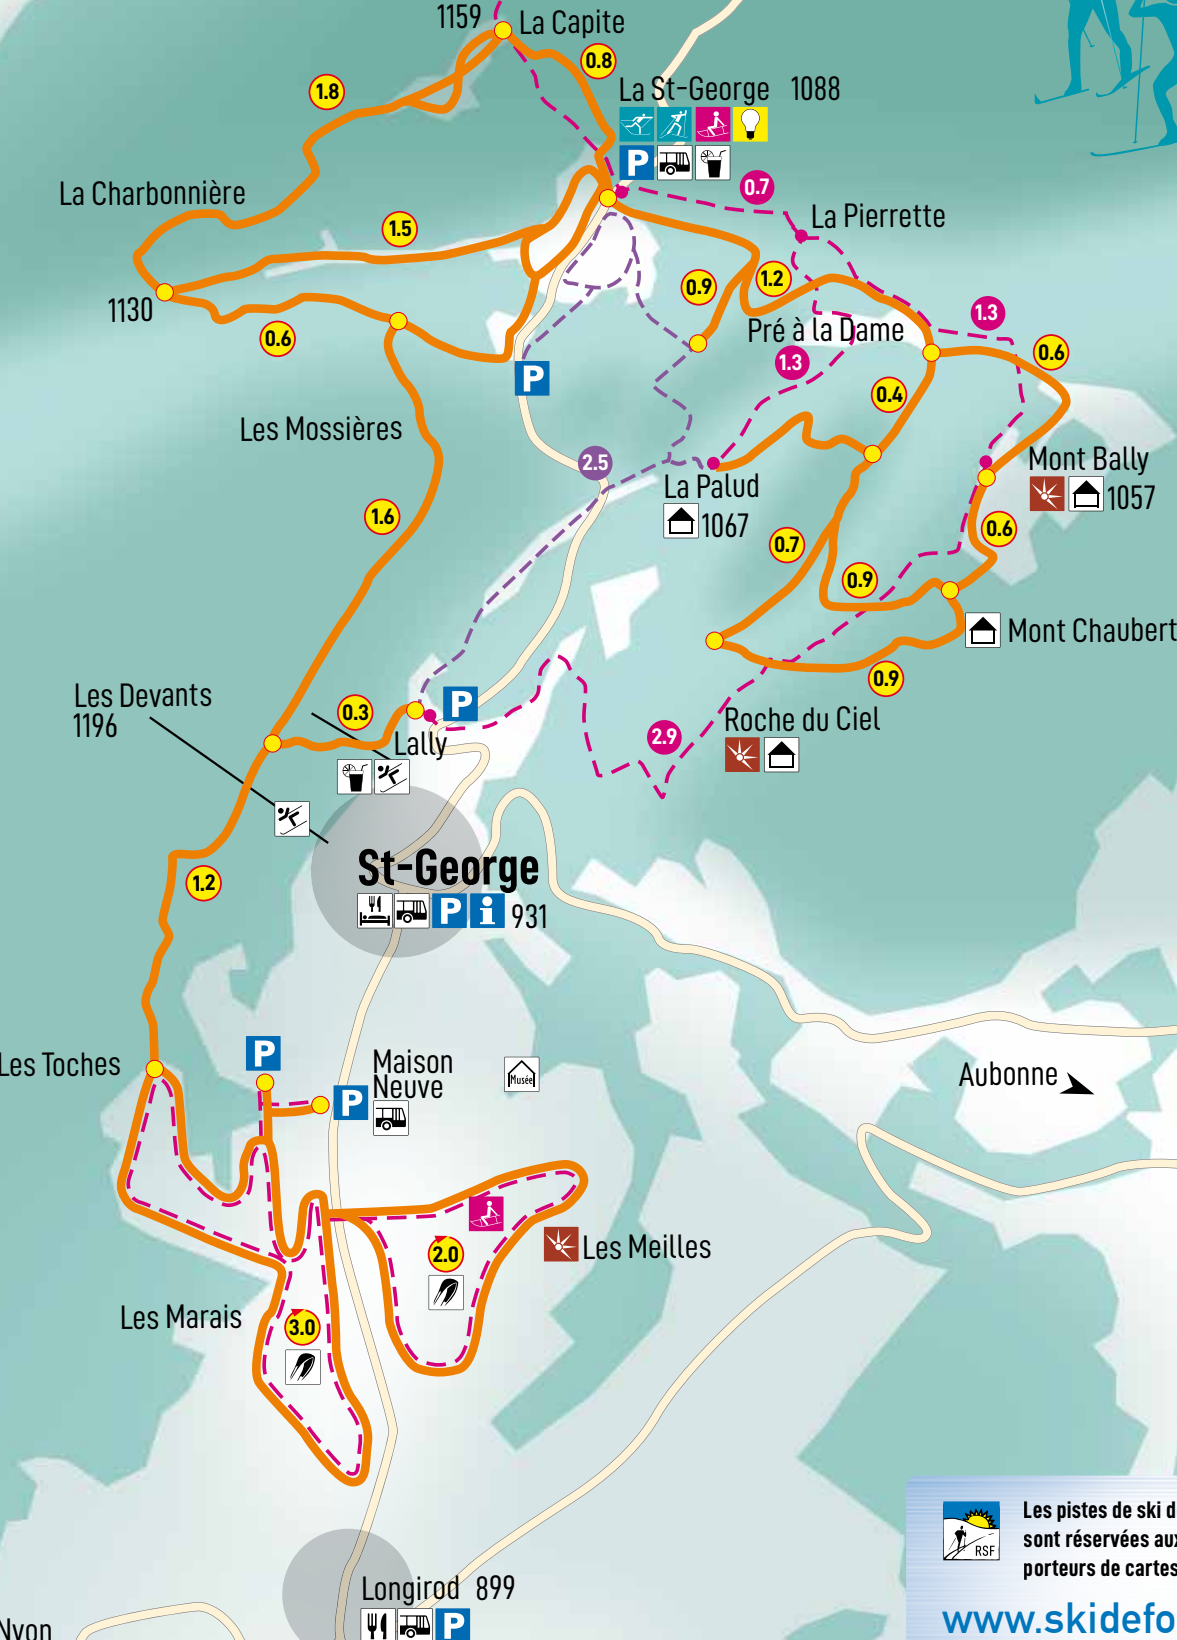 1159 La Capite
0.8
1.8
La St-George 1088
P
La Charbonnière
0.7
La Pierrette
1.5
0.9
1.2
1130
0.6
Pré à la Dame
1.3
1.3
0.6
P
0.4
Les Mossières
2.5
La Palud
1067
Mont Bally
1057
1.6
0.7
0.6
0.9
Mont Chaubert
0.9
Les Devants
1196
0.3
P
Lally
Roche du Ciel
2.9
St-George
P i 931
1.2
Les Toches
P
Maison
Neuve
P
Musée
Aubonne
Les Meilles
2.0
Les Marais
3.0
Longirod 899
P
Nyon
RSF
Les pistes de ski d
sont réservées aux
porteurs de cartes
www.skidefo